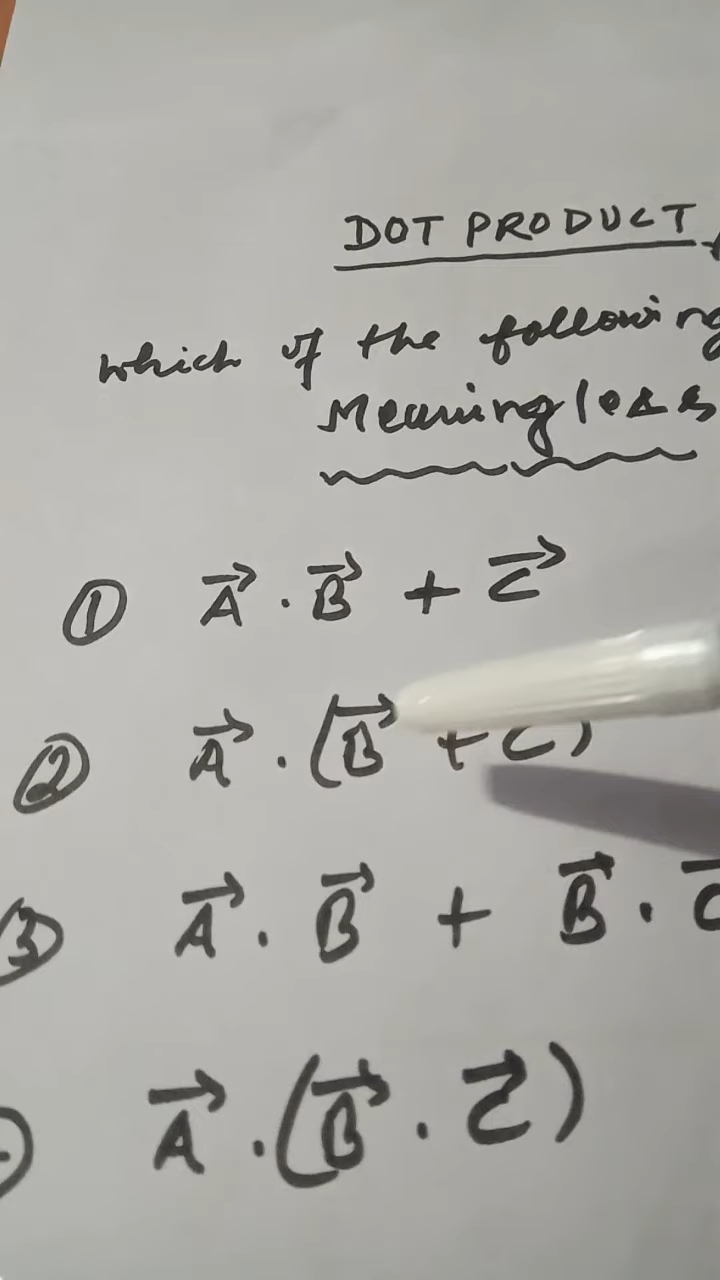 DOT PRODUCT
which of the following
Meaningless
① A⃗ . B⃗ + C⃗
② A⃗ . (B⃗ + C)
③ A⃗ . B⃗ + B⃗ . C
A⃗ . (B⃗ . C⃗)